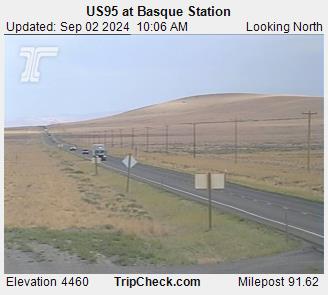 US95 at Basque Station
Updated: Sep 02 2024 10:06 AM Looking North
Elevation 4460 TripCheck.com Milepost 91.62